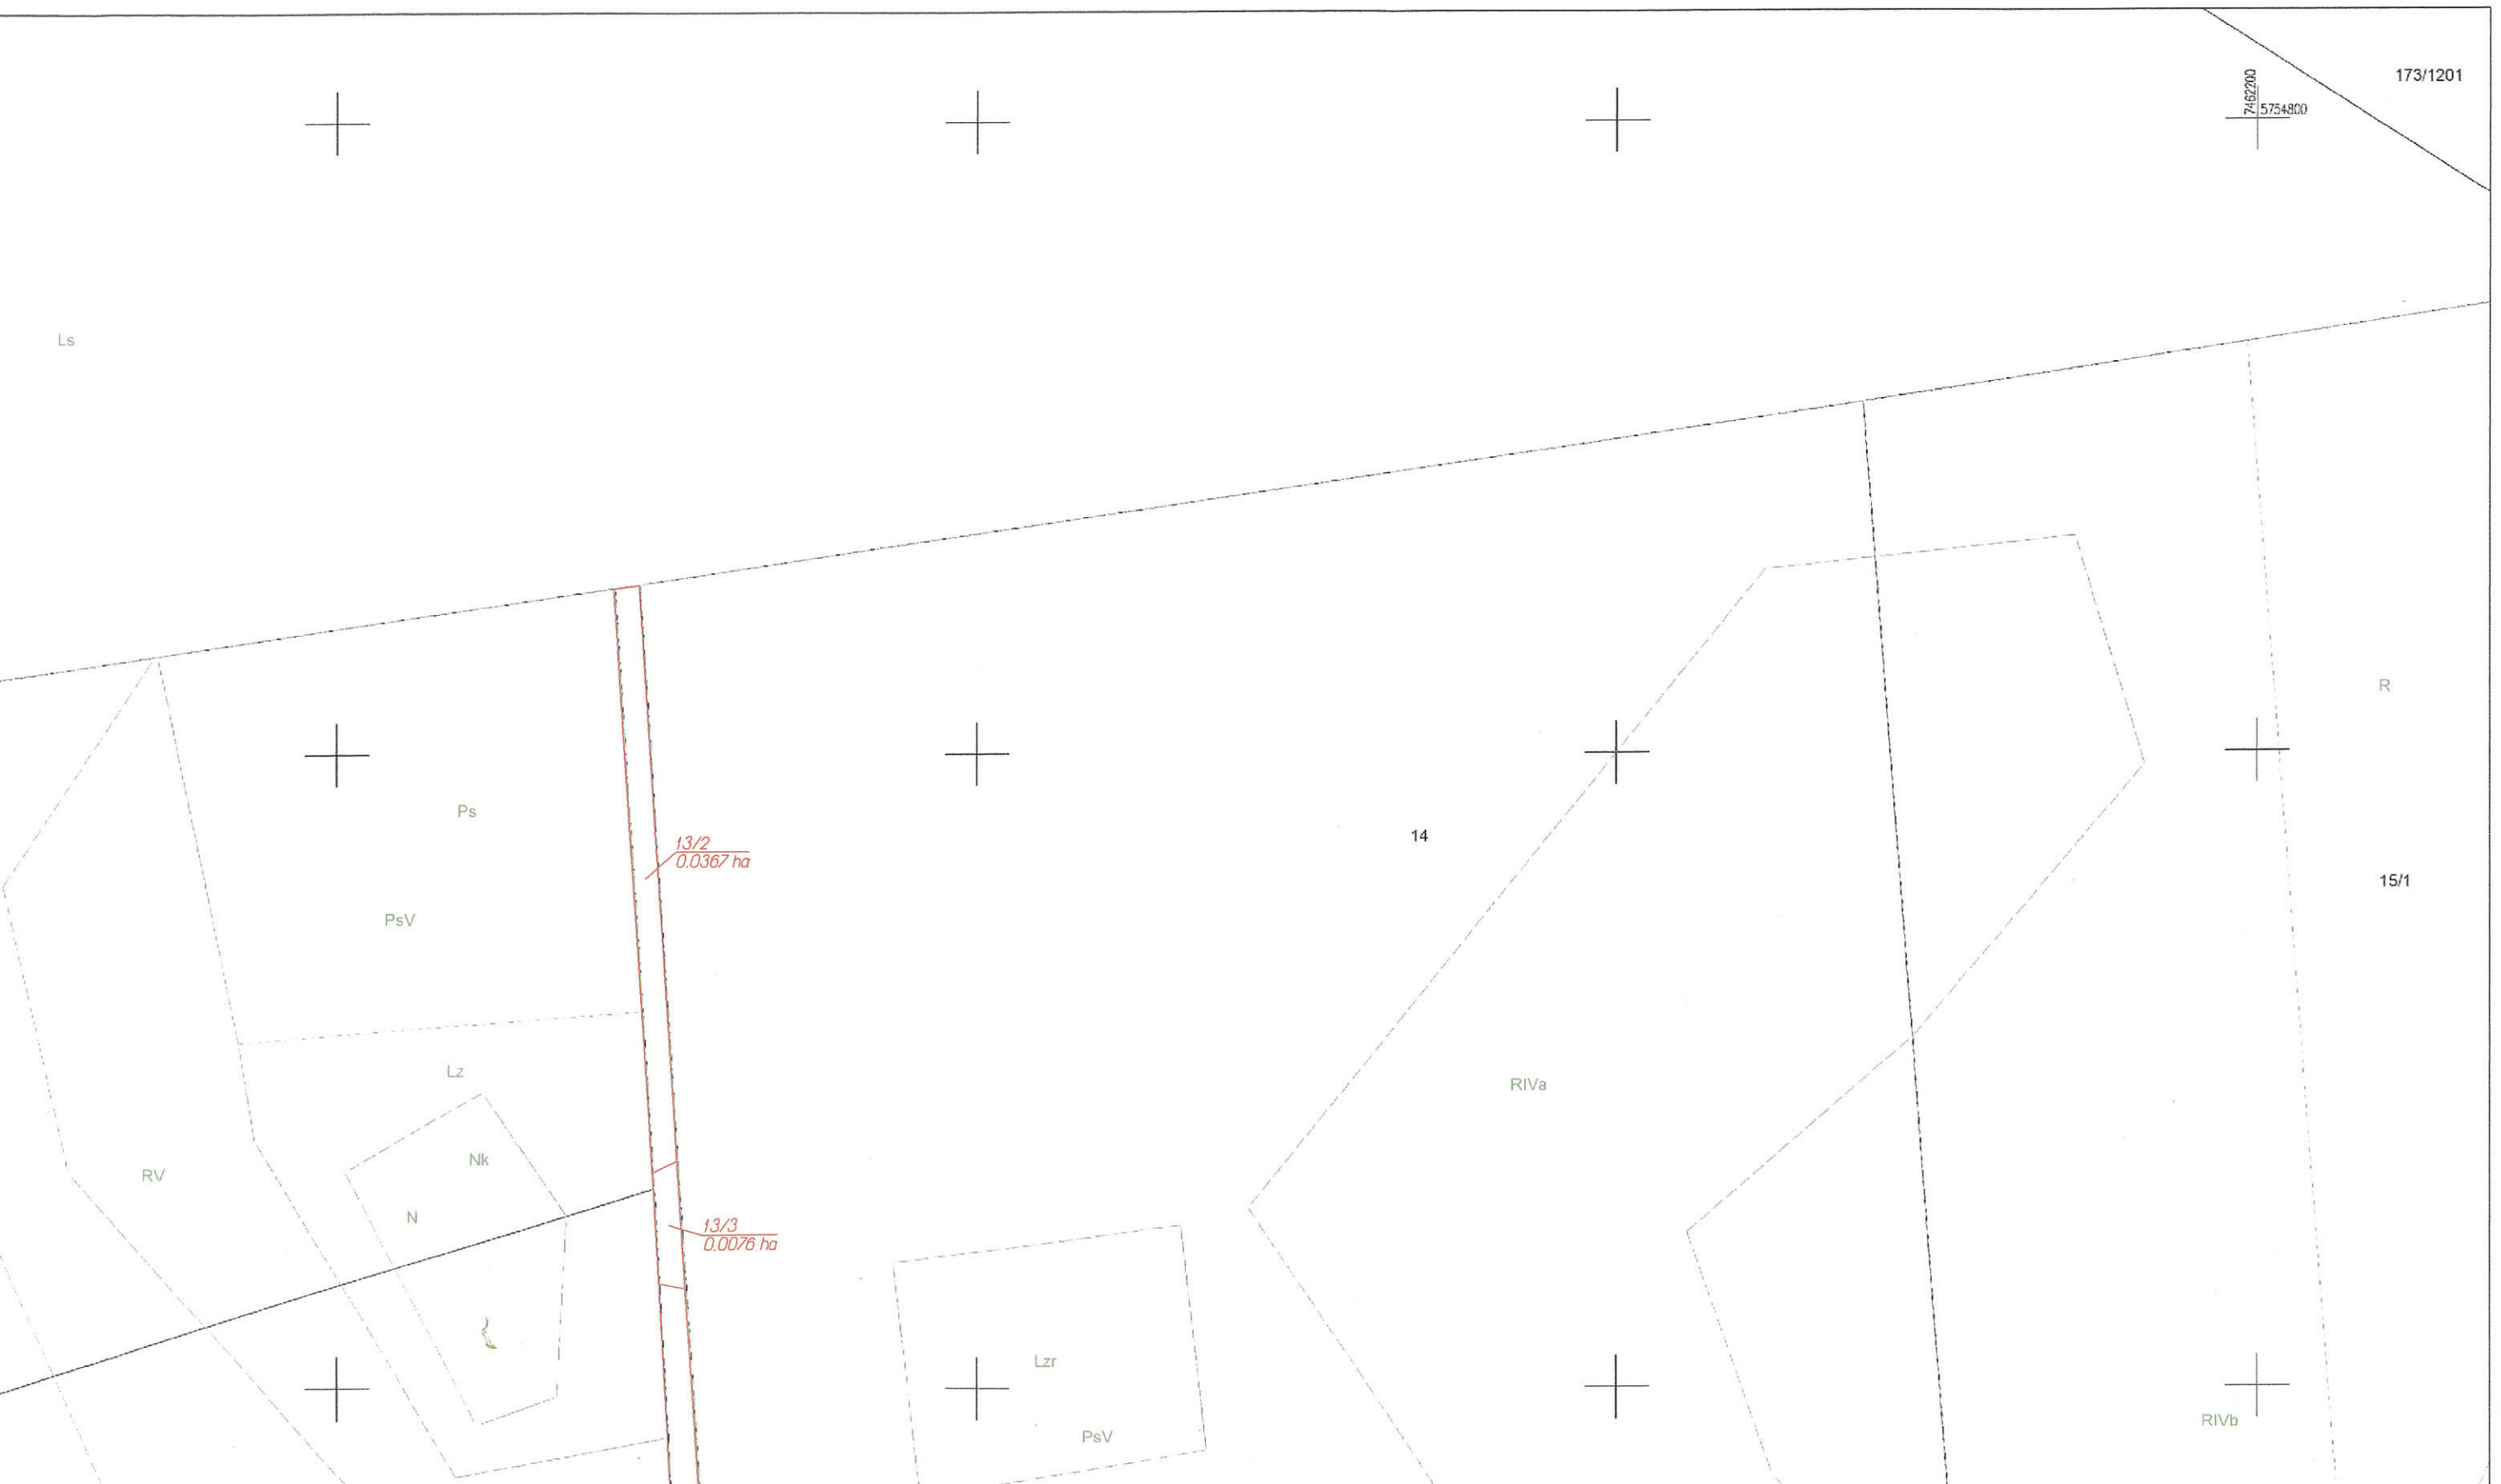 173/1201
7462200
5754800
Ls
R
Ps
13/2
0.0367 ha
14
15/1
PsV
Lz
RIVa
Nk
RV
N
13/3
0.0076 ha
Lzr
RIVb
PsV